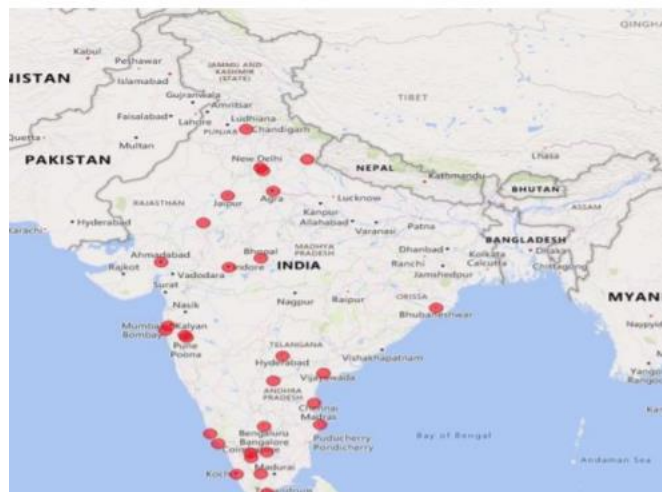 QINGHA
Kabul
Peshawar
Islamabad
JAMMU AND
KASHMIR
(STATE)
NISTAN
Gujranwala
Amritsar
Faisalabad
Lahore
Ludhiana
PUNJAB
Chandigarh
TIBET
Quetta
Multan
PAKISTAN
New Delhi
NEPAL
Lhasa
Kathmandu
BHUTAN
RAJASTHAN
Jaipur
Agra
Lucknow
ASSAM
Hyderabad
Karachi
Kanpur
Allahabad
Varanasi
Patna
BANGLADESH
Dhaka
Ahmadabad
Bhopal
MADHYA
PRADESH
Dhanbad
Ranchi
Kolkata
Calcutta
Chittagong
Rajkot
Vadodara
Indore
INDIA
Jamshedpur
Surat
Nagpur
Raipur
ORISSA
MYAN
Nasik
Bhubaneshwar
Mumbai
Bombay
Kalyan
Pune
Poona
TELANGANA
Hyderabad
Vishakhapatnam
Vijayawada
ANDHRA
PRADESH
Chennai
Madras
Bengaluru
Bangalore
Puducherry
Pondicherry
Bay of Bengal
Madurai
Andaman Sea